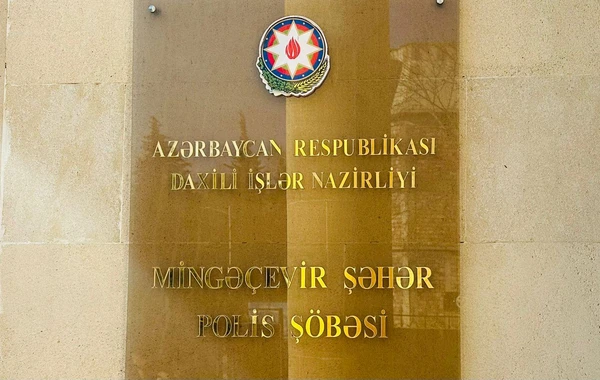 AZƏRBAYCAN RESPUBLİKASI
DAXİLİ İŞLƏR NAZİRLİYİ
MİNGƏÇEVİR ŞƏHƏR
POLİS ŞÖBƏSİ